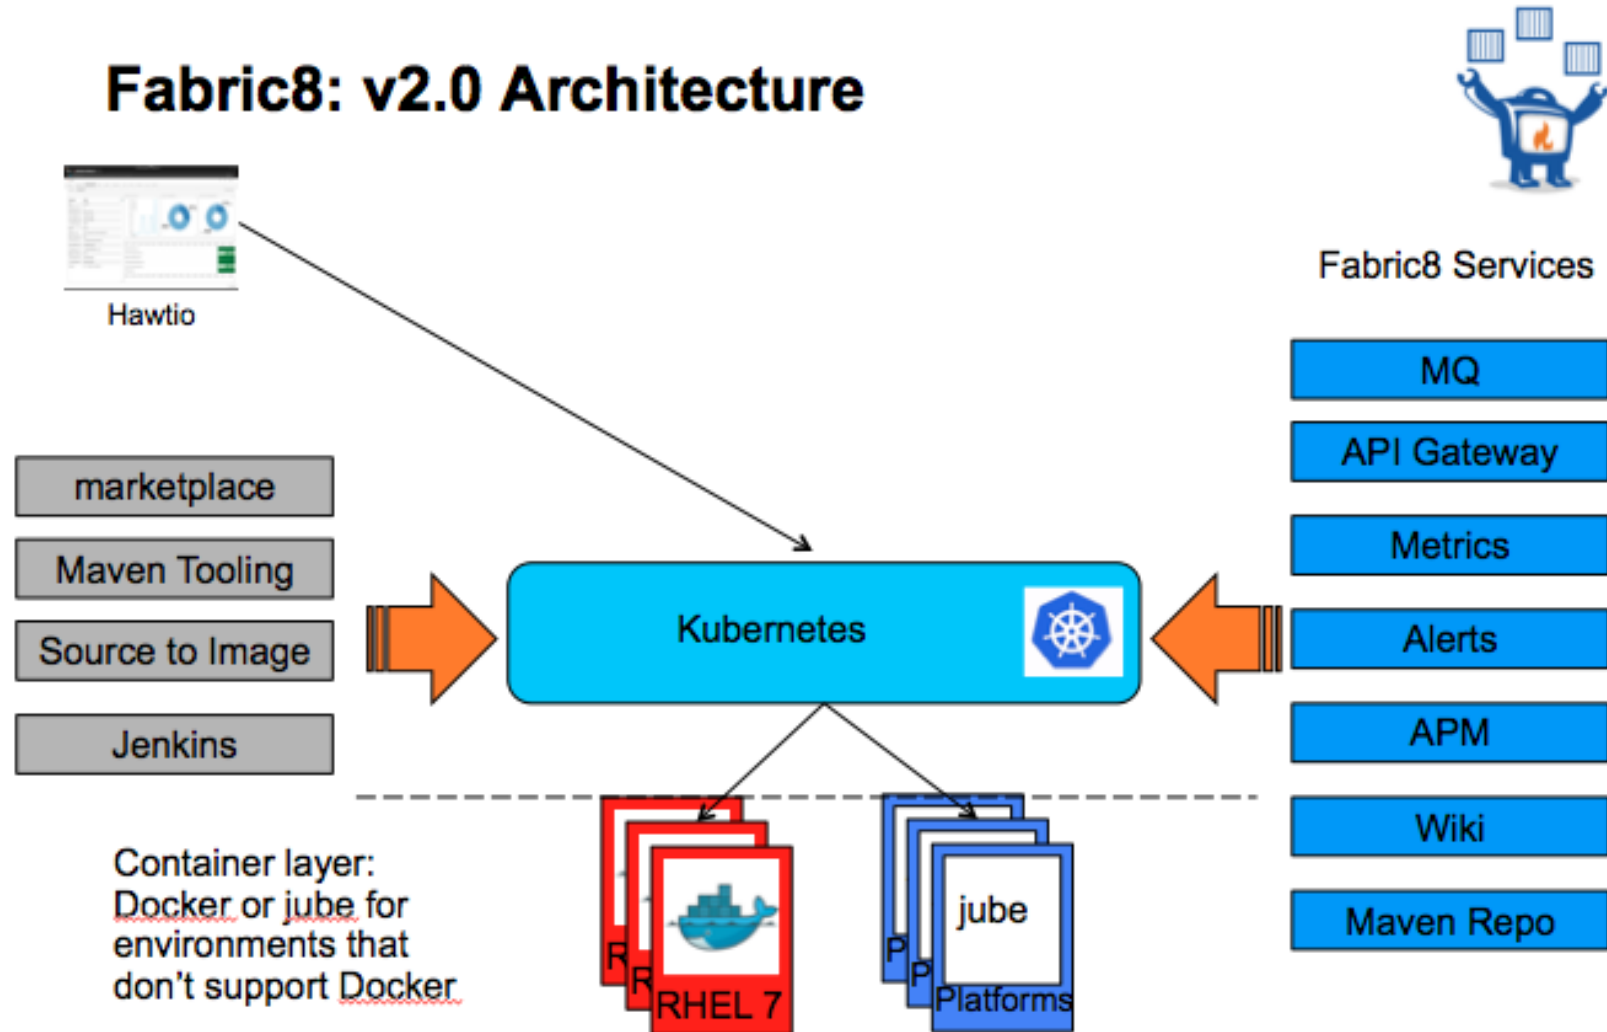 Fabric8: v2.0 Architecture
Hawtio
Fabric8 Services
marketplace
Maven Tooling
Source to Image
Jenkins
Kubernetes
MQ
API Gateway
Metrics
Alerts
APM
Wiki
Maven Repo
Container layer:
Docker or jube for
environments that
don't support Docker
R
R
RHEL 7
P
P
jube
Platforms